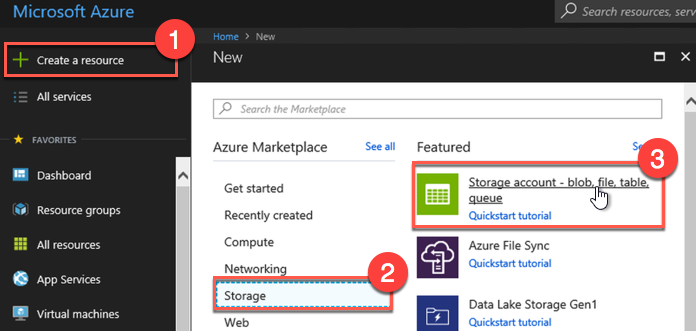 Microsoft Azure
Search resources, ser
1
Create a resource
All services
FAVORITES
Dashboard
Resource groups
All resources
App Services
Virtual machines
Home > New
New
Search the Marketplace
Azure Marketplace
See all
Get started
Recently created
Compute
Networking
2
Storage
Web
Featured
Se
3
Storage account - blob, file, table,
queue
Quickstart tutorial
Azure File Sync
Quickstart tutorial
Data Lake Storage Gen1
Quickstart tutorial